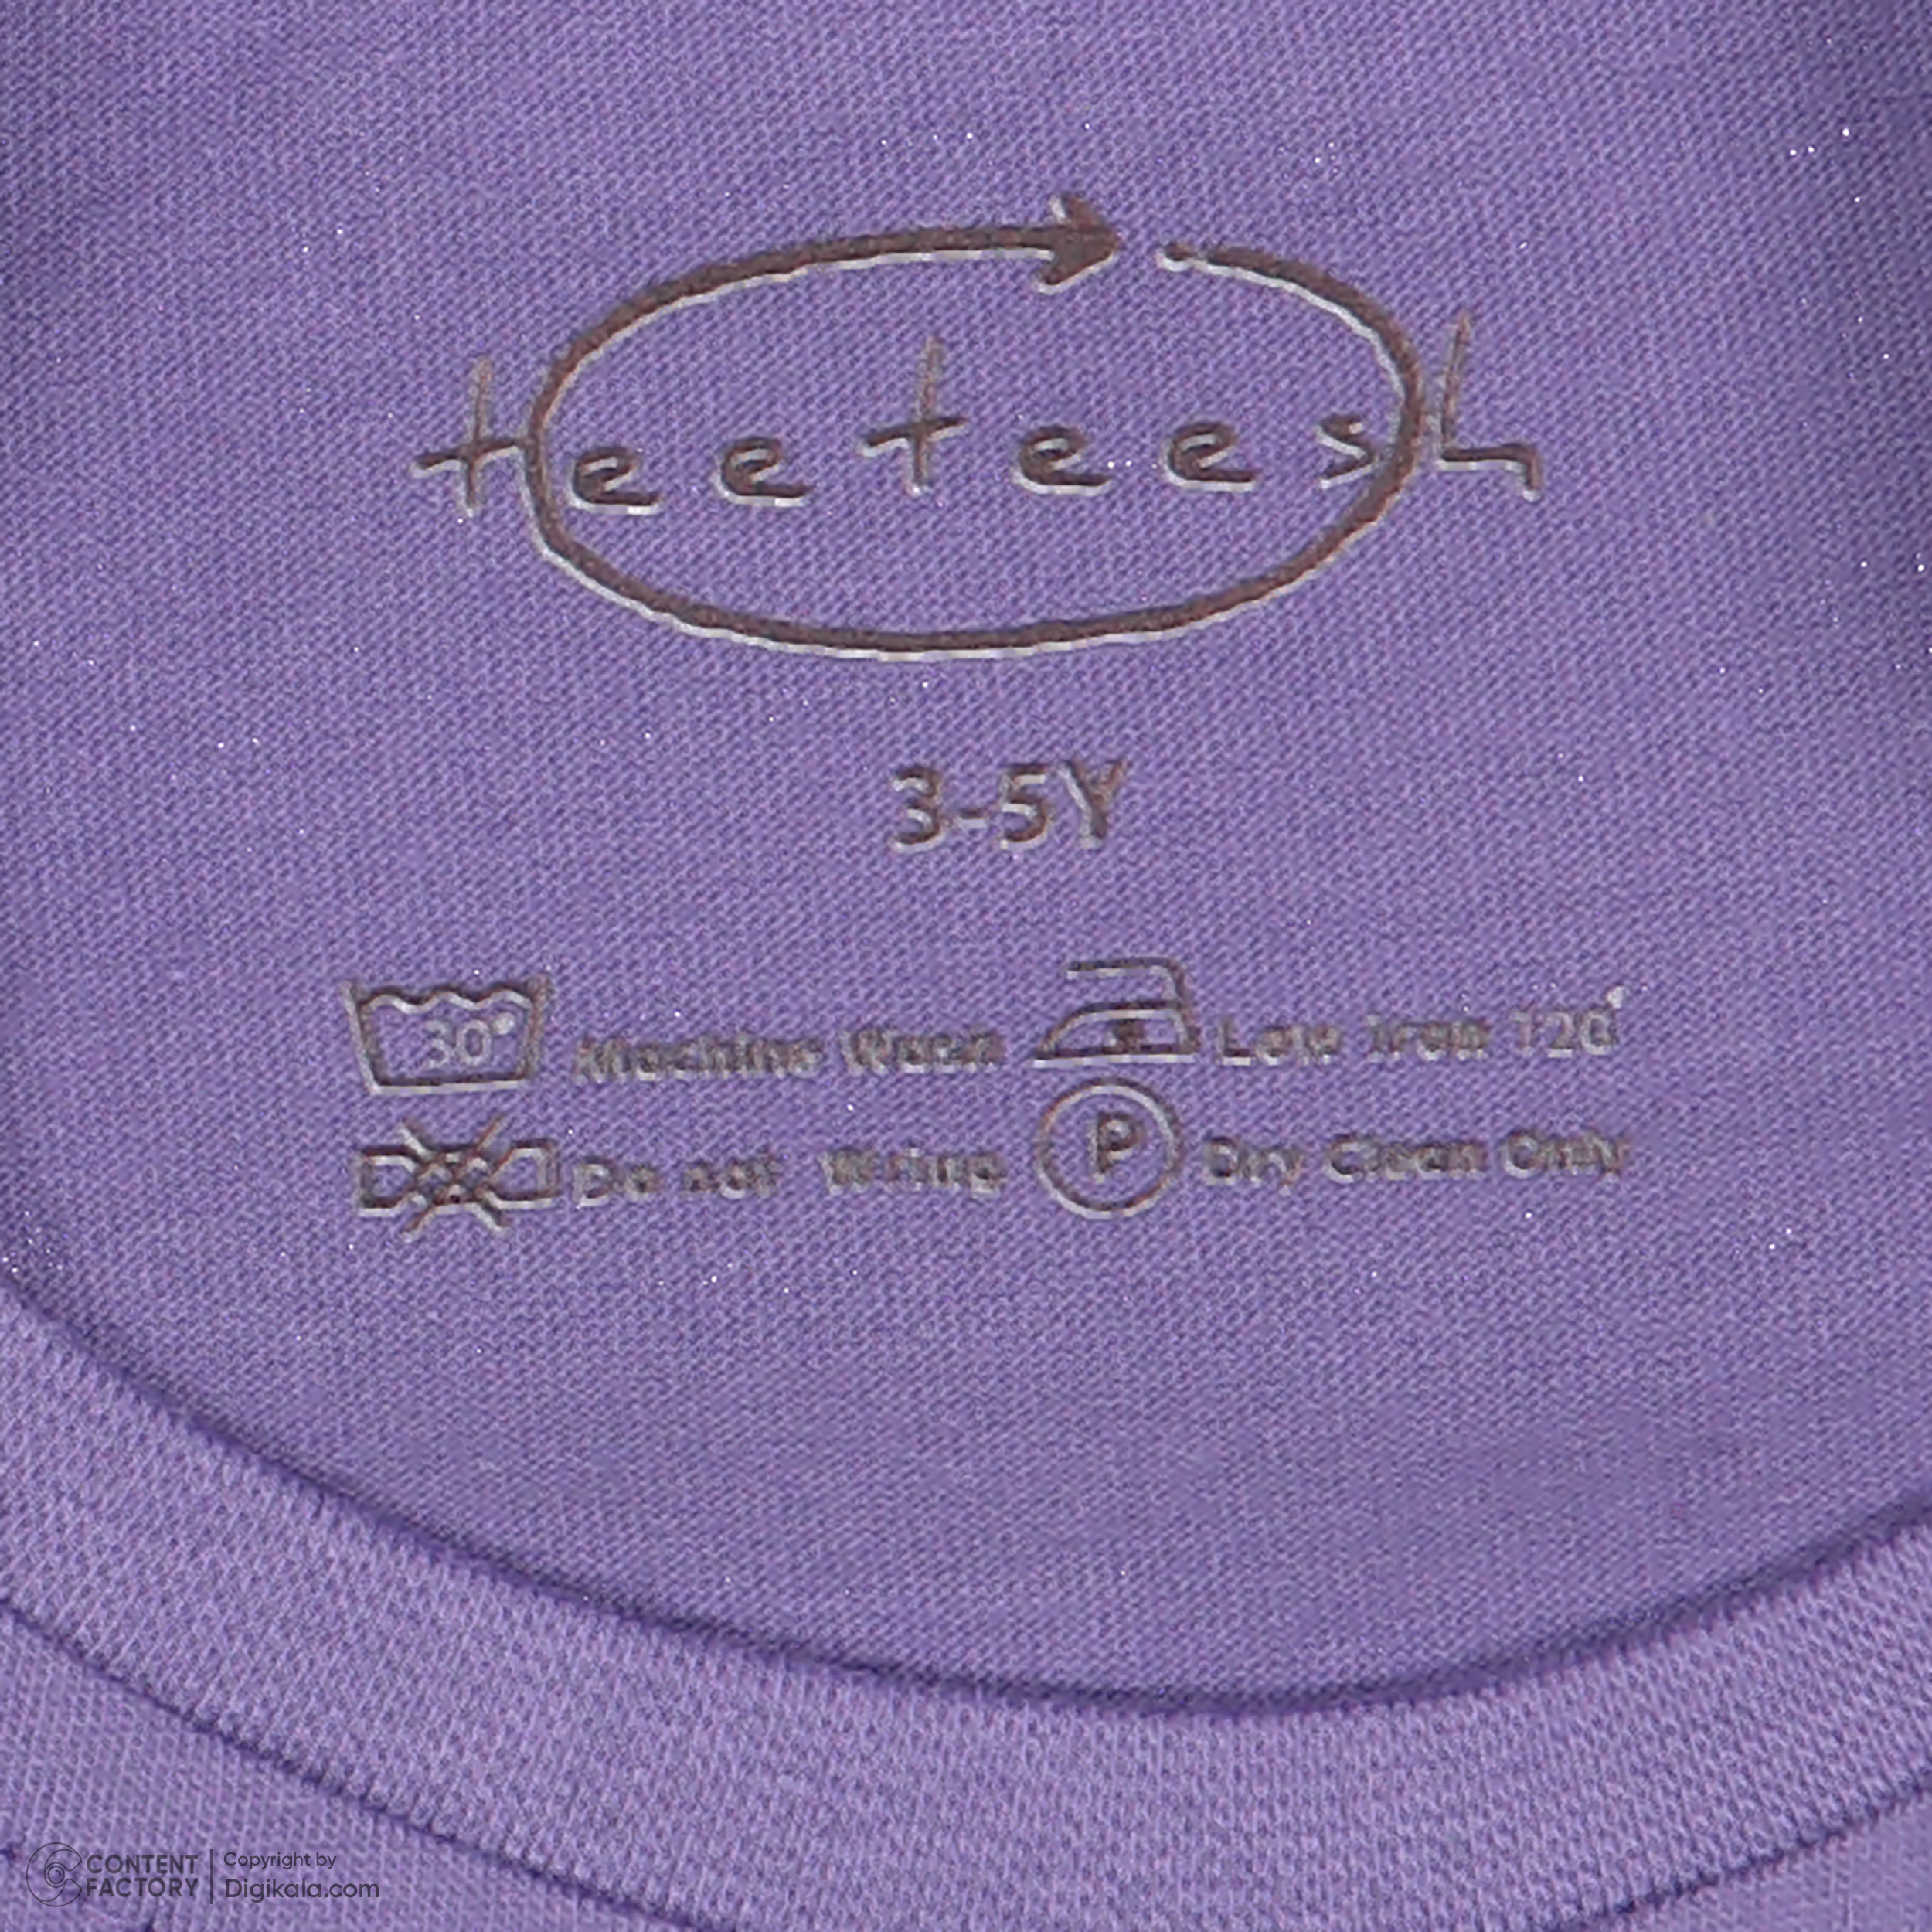 teeteesh
3-5Y
30° Machine Wash Low Iron 120°
Do not Wring P Dry Clean Only
CONTENT FACTORY Copyright by Digikala.com